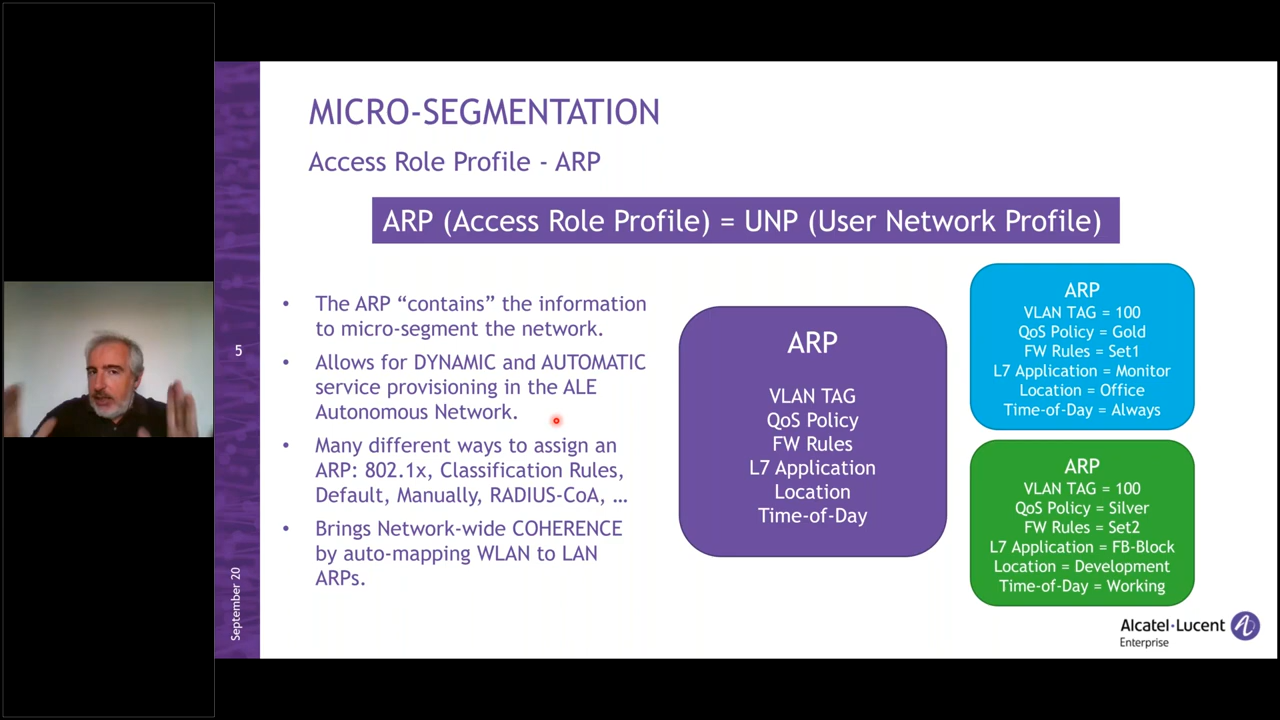 MICRO-SEGMENTATION
Access Role Profile - ARP
ARP (Access Role Profile) = UNP (User Network Profile)
• The ARP “contains” the information
to micro-segment the network.
• Allows for DYNAMIC and AUTOMATIC
service provisioning in the ALE
Autonomous Network.
• Many different ways to assign an
ARP: 802.1x, Classification Rules,
Default, Manually, RADIUS-CoA, …
• Brings Network-wide COHERENCE
by auto-mapping WLAN to LAN
ARPs.
ARP
VLAN TAG
QoS Policy
FW Rules
L7 Application
Location
Time-of-Day
ARP
VLAN TAG = 100
QoS Policy = Gold
FW Rules = Set1
L7 Application = Monitor
Location = Office
Time-of-Day = Always
ARP
VLAN TAG = 100
QoS Policy = Silver
FW Rules = Set2
L7 Application = FB-Block
Location = Development
Time-of-Day = Working
5
September 20
Alcatel·Lucent
Enterprise